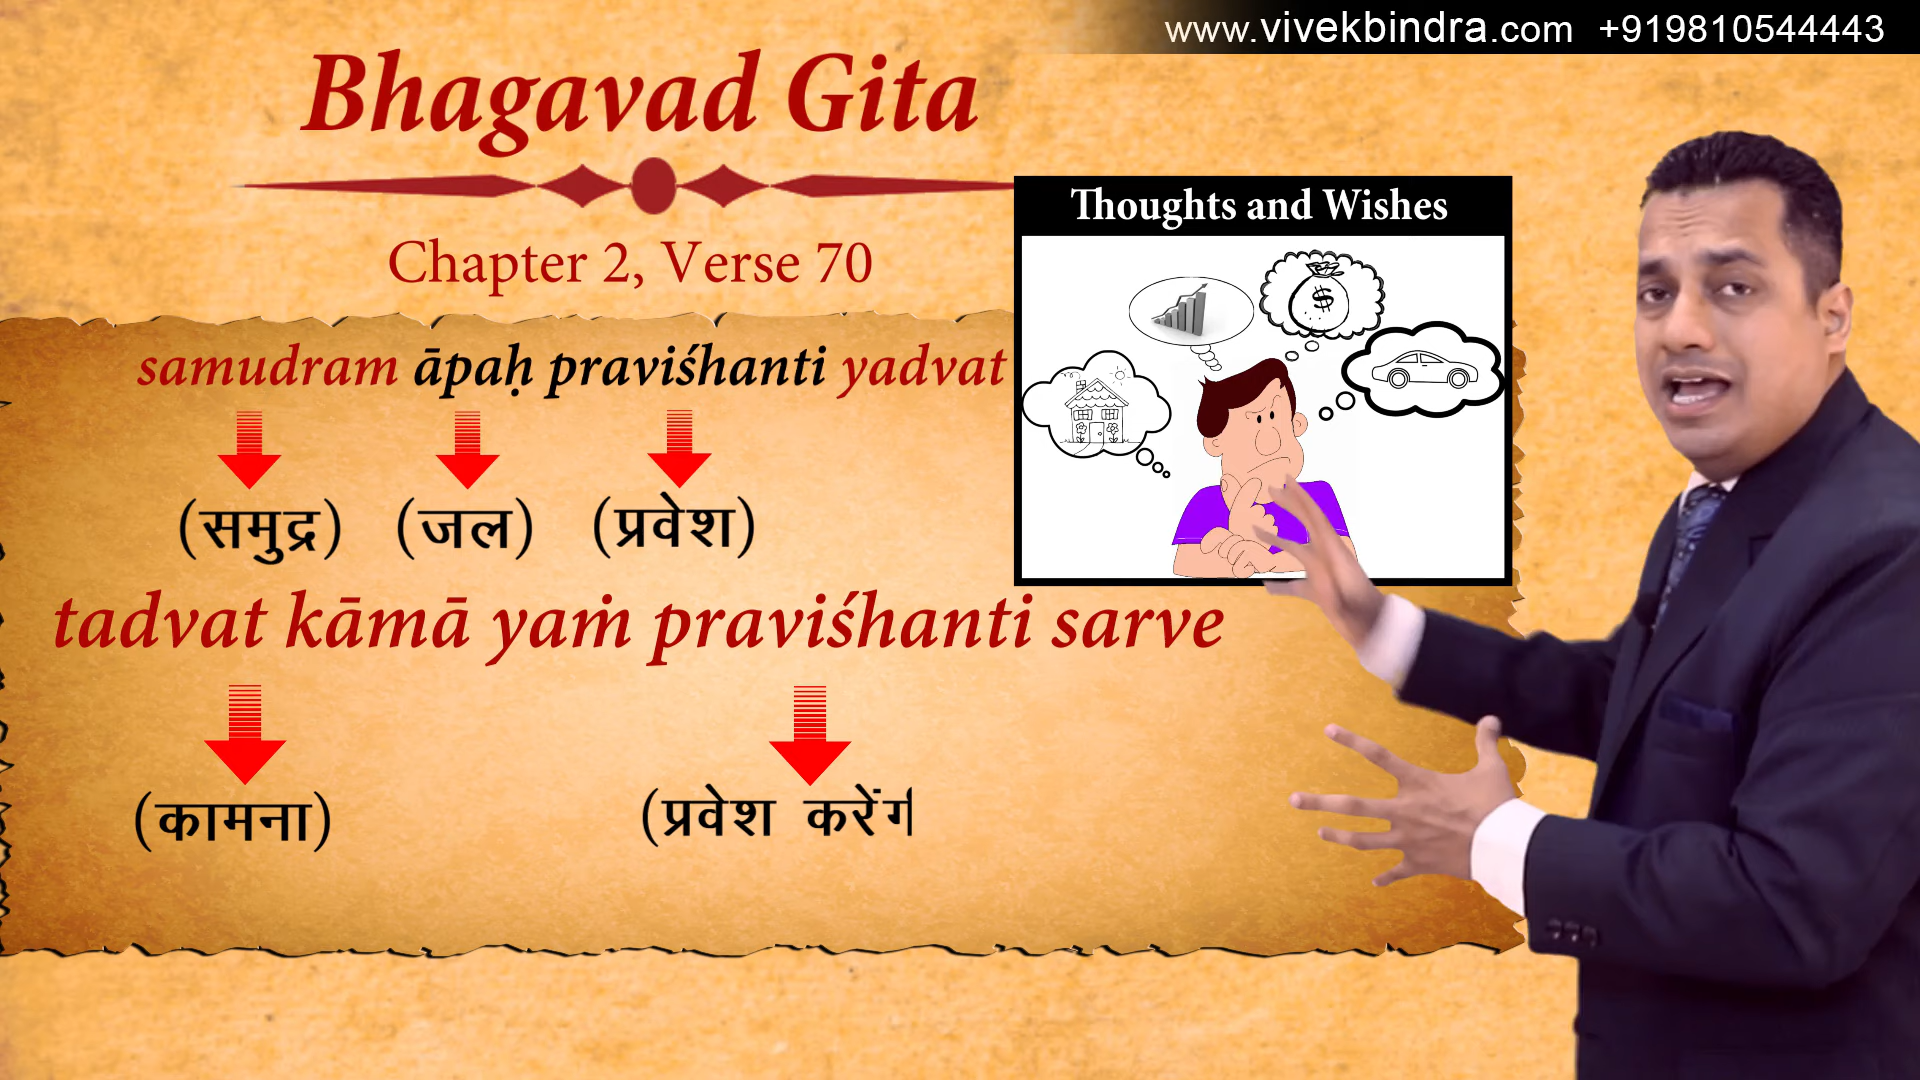 www.vivekbindra.com +919810544443
Bhagavad Gita
Chapter 2, Verse 70
Thoughts and Wishes
$
samudram āpaḥ praviśhanti yadvat
(समुद्र) (जल) (प्रवेश)
tadvat kāmā yaṁ praviśhanti sarve
(कामना) (प्रवेश